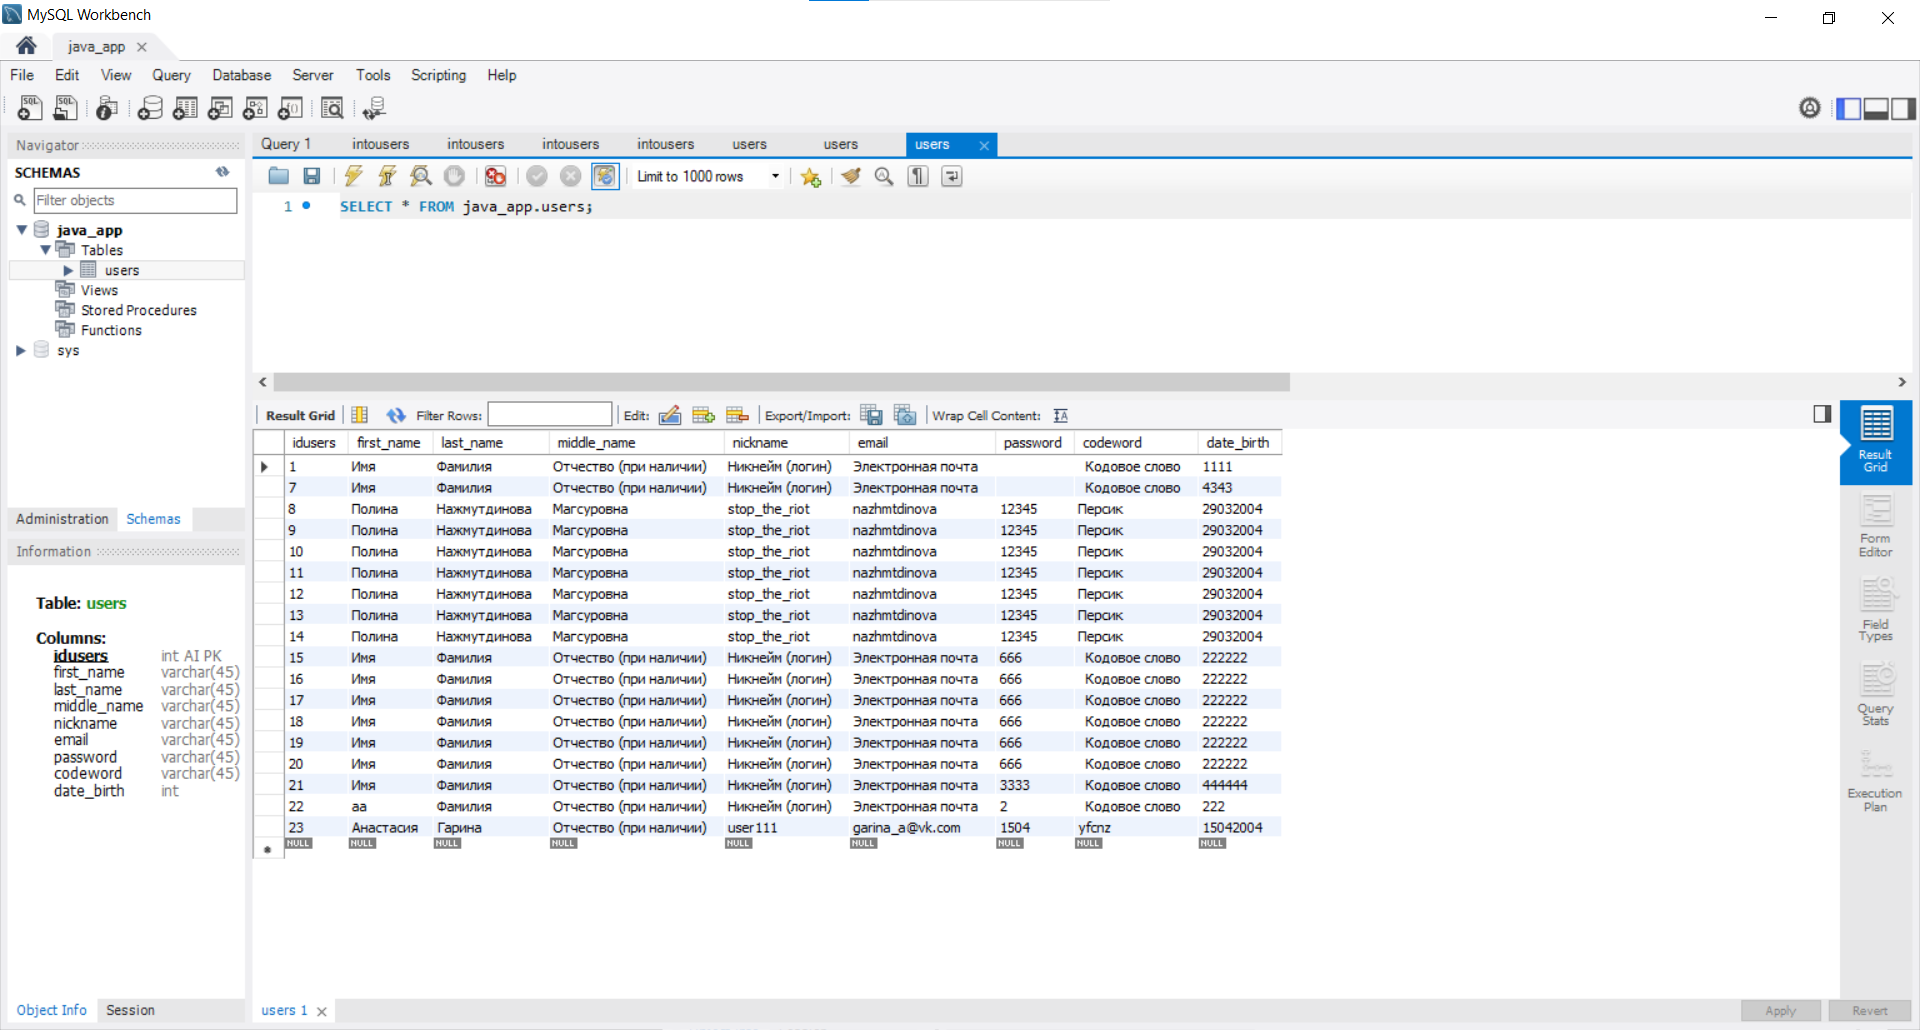 MySQL Workbench
java_app
File Edit View Query Database Server Tools Scripting Help
Navigator
SCHEMAS
Filter objects
java_app
Tables
users
Views
Stored Procedures
Functions
sys
Administration Schemas
Information
Table: users
Columns:
idusers int AI PK
first_name varchar(45)
last_name varchar(45)
middle_name varchar(45)
nickname varchar(45)
email varchar(45)
password varchar(45)
codeword varchar(45)
date_birth int
Object Info Session
Query 1 intousers intousers intousers intousers users users users
Limit to 1000 rows
1 SELECT * FROM java_app.users;
Result Grid Filter Rows: Edit: Export/Import: Wrap Cell Content:
idusers first_name last_name middle_name nickname email password codeword date_birth
1 Имя Фамилия Отчество (при наличии) Никнейм (логин) Электронная почта Кодовое слово 1111
7 Имя Фамилия Отчество (при наличии) Никнейм (логин) Электронная почта Кодовое слово 4343
8 Полина Нажмутдинова Магсуровна stop_the_riot nazhmtdinova 12345 Персик 29032004
9 Полина Нажмутдинова Магсуровна stop_the_riot nazhmtdinova 12345 Персик 29032004
10 Полина Нажмутдинова Магсуровна stop_the_riot nazhmtdinova 12345 Персик 29032004
11 Полина Нажмутдинова Магсуровна stop_the_riot nazhmtdinova 12345 Персик 29032004
12 Полина Нажмутдинова Магсуровна stop_the_riot nazhmtdinova 12345 Персик 29032004
13 Полина Нажмутдинова Магсуровна stop_the_riot nazhmtdinova 12345 Персик 29032004
14 Полина Нажмутдинова Магсуровна stop_the_riot nazhmtdinova 12345 Персик 29032004
15 Имя Фамилия Отчество (при наличии) Никнейм (логин) Электронная почта 666 Кодовое слово 222222
16 Имя Фамилия Отчество (при наличии) Никнейм (логин) Электронная почта 666 Кодовое слово 222222
17 Имя Фамилия Отчество (при наличии) Никнейм (логин) Электронная почта 666 Кодовое слово 222222
18 Имя Фамилия Отчество (при наличии) Никнейм (логин) Электронная почта 666 Кодовое слово 222222
19 Имя Фамилия Отчество (при наличии) Никнейм (логин) Электронная почта 666 Кодовое слово 222222
20 Имя Фамилия Отчество (при наличии) Никнейм (логин) Электронная почта 666 Кодовое слово 222222
21 Имя Фамилия Отчество (при наличии) Никнейм (логин) Электронная почта 3333 Кодовое слово 444444
22 аа Фамилия Отчество (при наличии) Никнейм (логин) Электронная почта 2 Кодовое слово 222
23 Анастасия Гарина Отчество (при наличии) user111 garina_a@vk.com 1504 yfcnz 15042004
NULL NULL NULL NULL NULL NULL NULL NULL NULL
Result
Grid
Form
Editor
Field
Types
Query
Stats
Execution
Plan
users 1
Apply Revert